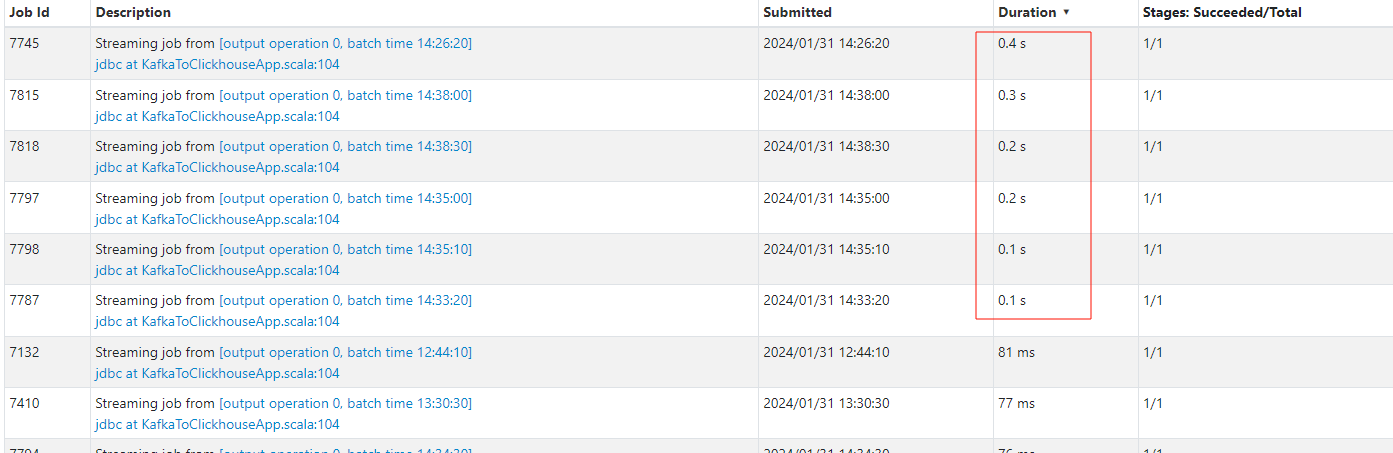 Job Id Description Submitted Duration ▼ Stages: Succeeded/Total
7745 Streaming job from [output operation 0, batch time 14:26:20] 2024/01/31 14:26:20 0.4 s 1/1
jdbc at KafkaToClickhouseApp.scala:104
7815 Streaming job from [output operation 0, batch time 14:38:00] 2024/01/31 14:38:00 0.3 s 1/1
jdbc at KafkaToClickhouseApp.scala:104
7818 Streaming job from [output operation 0, batch time 14:38:30] 2024/01/31 14:38:30 0.2 s 1/1
jdbc at KafkaToClickhouseApp.scala:104
7797 Streaming job from [output operation 0, batch time 14:35:00] 2024/01/31 14:35:00 0.2 s 1/1
jdbc at KafkaToClickhouseApp.scala:104
7798 Streaming job from [output operation 0, batch time 14:35:10] 2024/01/31 14:35:10 0.1 s 1/1
jdbc at KafkaToClickhouseApp.scala:104
7787 Streaming job from [output operation 0, batch time 14:33:20] 2024/01/31 14:33:20 0.1 s 1/1
jdbc at KafkaToClickhouseApp.scala:104
7132 Streaming job from [output operation 0, batch time 12:44:10] 2024/01/31 12:44:10 81 ms 1/1
jdbc at KafkaToClickhouseApp.scala:104
7410 Streaming job from [output operation 0, batch time 13:30:30] 2024/01/31 13:30:30 77 ms 1/1
jdbc at KafkaToClickhouseApp.scala:104
Streaming job from [output operation 0, batch time